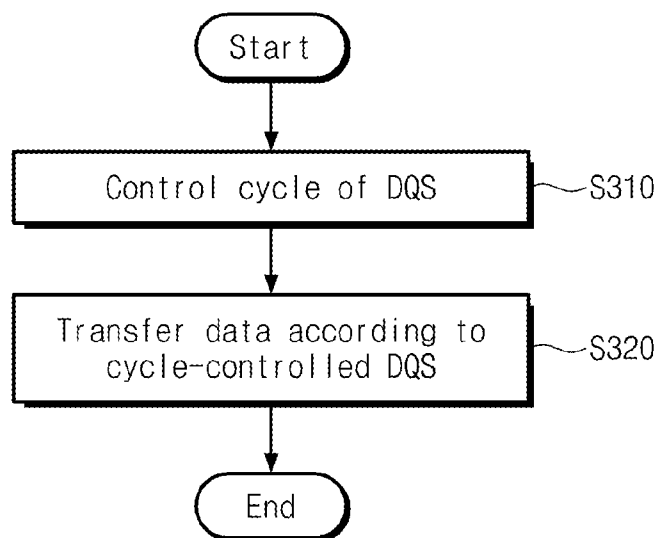 Start
Control cycle of DQS
S310
Transfer data according to
cycle-controlled DQS
S320
End